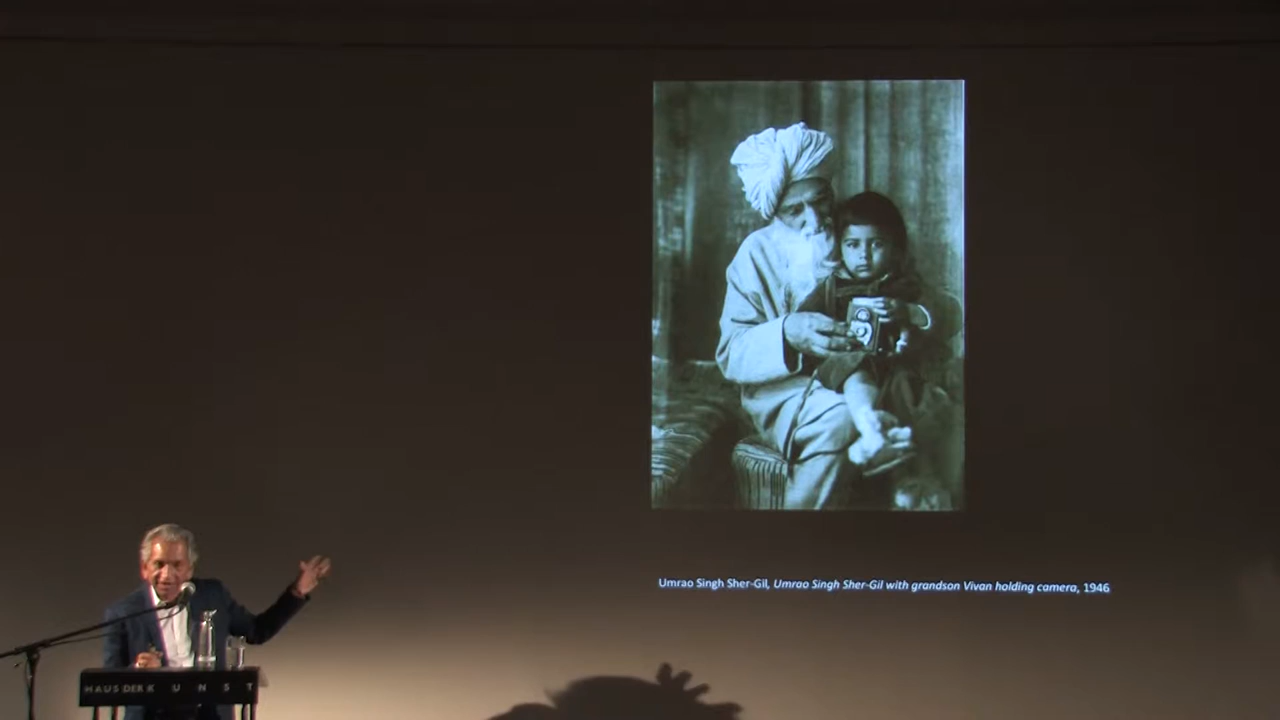 Umrao Singh Sher-Gil, Umrao Singh Sher-Gil with grandson Vivan holding camera, 1946
HAUS DER K U N S T